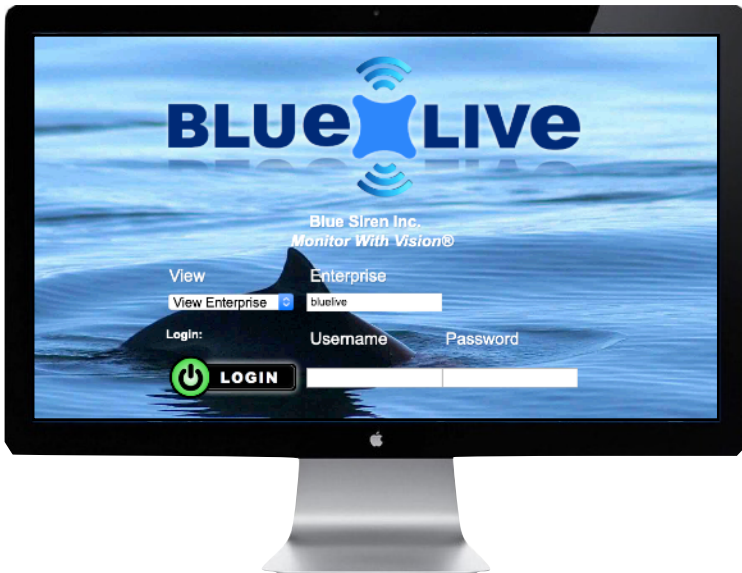 BLUe LIVe
Blue Siren Inc.
Monitor With Vision®
View Enterprise
View Enterprise bluelive
Login: Username Password
LOGIN